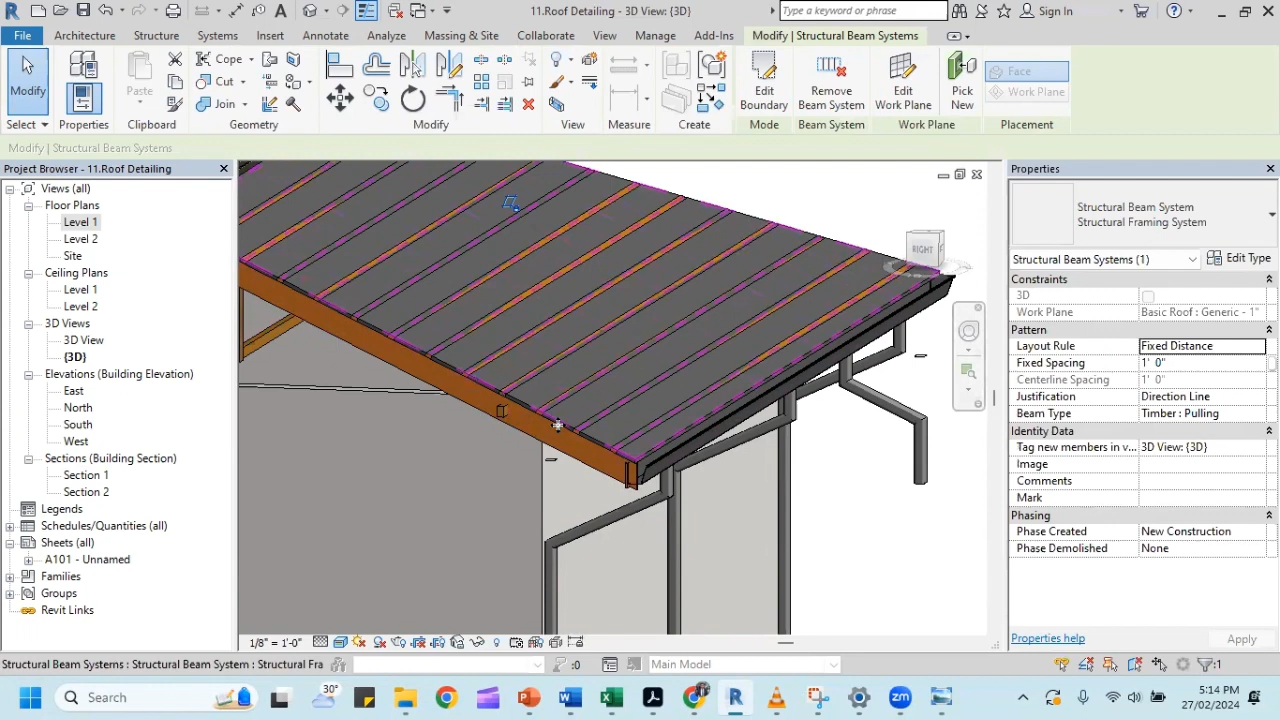 11.Roof Detailing - 3D View: {3D}
Type a keyword or phrase
Sign In
File Architecture Structure Systems Insert Annotate Analyze Massing & Site Collaborate View Manage Add-Ins Modify | Structural Beam Systems
Modify
Paste
Cope
Cut
Join
Edit Boundary
Remove Beam System
Edit Work Plane
Pick New
Face
Work Plane
Select Properties Clipboard Geometry Modify View Measure Create Mode Beam System Work Plane Placement
Modify | Structural Beam Systems
Project Browser - 11.Roof Detailing
Views (all)
Floor Plans
Level 1
Level 2
Site
Ceiling Plans
Level 1
Level 2
3D Views
3D View
{3D}
Elevations (Building Elevation)
East
North
South
West
Sections (Building Section)
Section 1
Section 2
Legends
Schedules/Quantities (all)
Sheets (all)
A101 - Unnamed
Families
Groups
Revit Links
RIGHT
Properties
Structural Beam System
Structural Framing System
Structural Beam Systems (1)
Edit Type
Constraints
3D
Work Plane Basic Roof : Generic - 1"
Pattern
Layout Rule Fixed Distance
Fixed Spacing 1' 0"
Centerline Spacing 1' 0"
Justification Direction Line
Beam Type Timber : Pulling
Identity Data
Tag new members in v... 3D View: {3D}
Image
Comments
Mark
Phasing
Phase Created New Construction
Phase Demolished None
Properties help
Apply
1/8" = 1'-0"
Structural Beam Systems : Structural Beam System : Structural Fra
:0
Main Model
:1
Search
30°
5:14 PM
27/02/2024